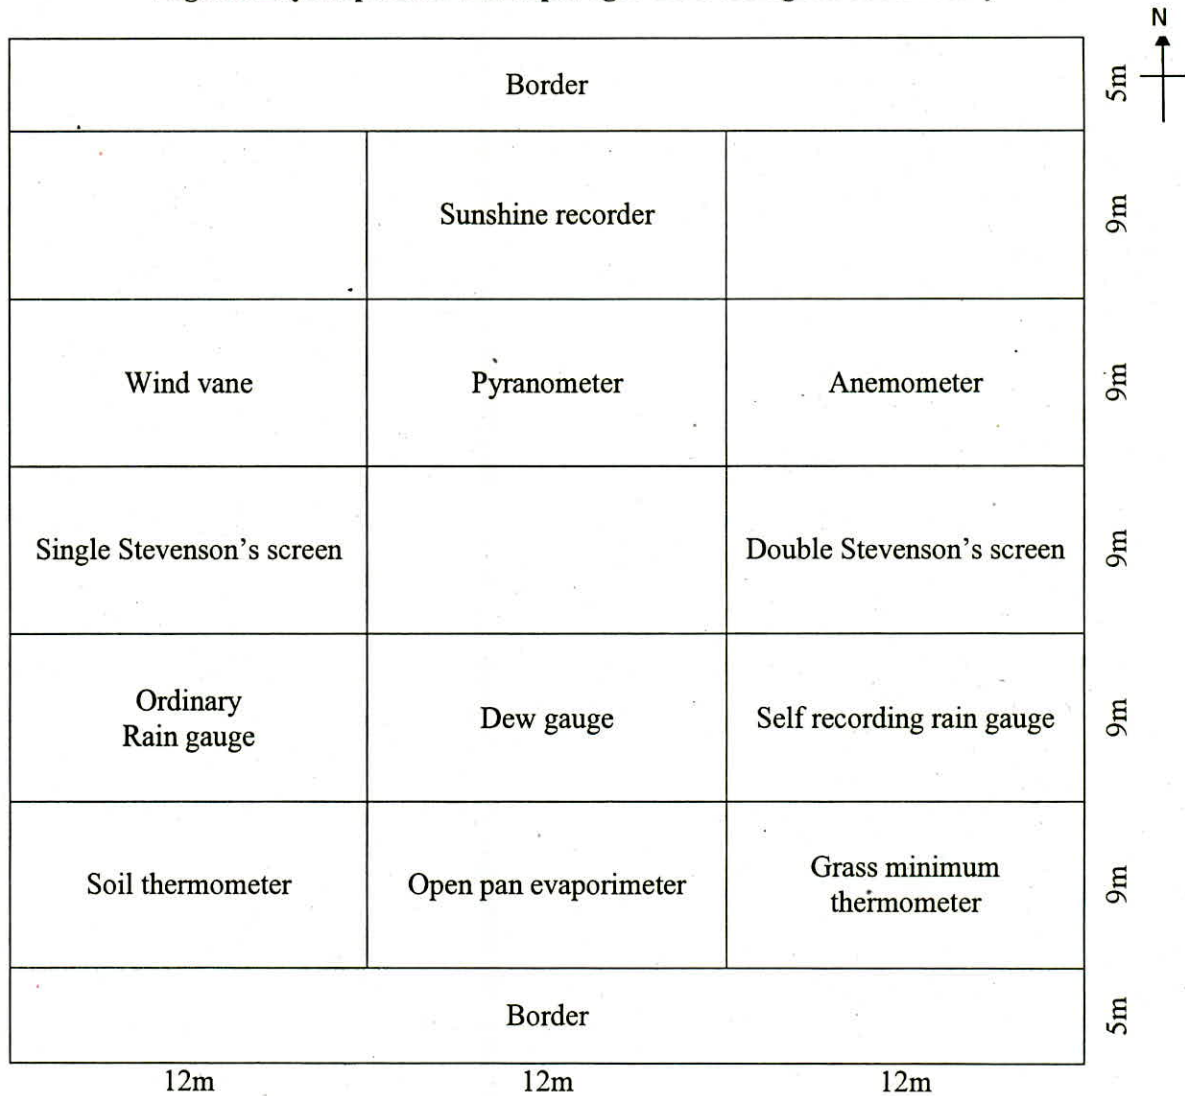 N
Border
5m
Sunshine recorder
9m
Wind vane
Pyranometer
Anemometer
9m
Single Stevenson's screen
Double Stevenson's screen
9m
Ordinary
Rain gauge
Dew gauge
Self recording rain gauge
9m
Soil thermometer
Open pan evaporimeter
Grass minimum
thermometer
9m
Border
5m
12m
12m
12m